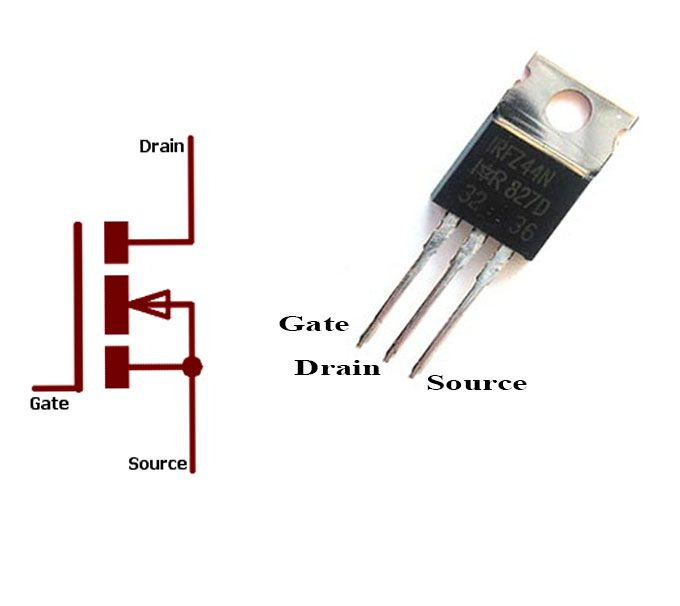 Drain
Gate
Source
IRFZ44N
IR 827D
32 36
Gate
Drain
Source